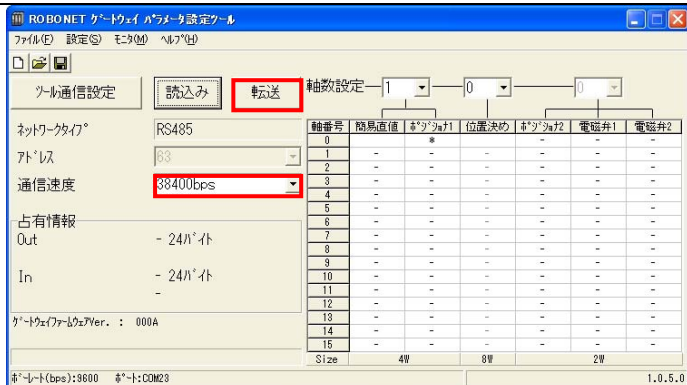 ROBONET ｹﾞｰﾄｳｪｲ ﾊﾟﾗﾒｰﾀ設定ﾂｰﾙ
ﾌｧｲﾙ(F) 設定(S) ﾓﾆﾀ(M) ﾍﾙﾌﾟ(H)
ﾂｰﾙ通信設定 読込み 転送 軸数設定 1 0 0
ﾈｯﾄﾜｰｸﾀｲﾌﾟ RS485
ｱﾄﾞﾚｽ 63
通信速度 38400bps
占有情報
Out - 24ﾊﾞｲﾄ
In - 24ﾊﾞｲﾄ
-
ｹﾞｰﾄｳｪｲﾌｧｰﾑｳｪｱVer. : 000A
軸番号 簡易直値 ﾎﾟｼﾞｼｮﾅ1 位置決め ﾎﾟｼﾞｼｮﾅ2 電磁弁1 電磁弁2
0 *
1 - - - - - -
2 - - - - - -
3 - - - - - -
4 - - - - - -
5 - - - - - -
6 - - - - - -
7 - - - - - -
8 - - - - - -
9 - - - - - -
10 - - - - - -
11 - - - - - -
12 - - - - - -
13 - - - - - -
14 - - - - - -
15 - - - - - -
Size 4W 8W 2W
ﾎﾞｰﾚｰﾄ(bps):9600 ﾎﾟｰﾄ:COM23 1.0.5.0